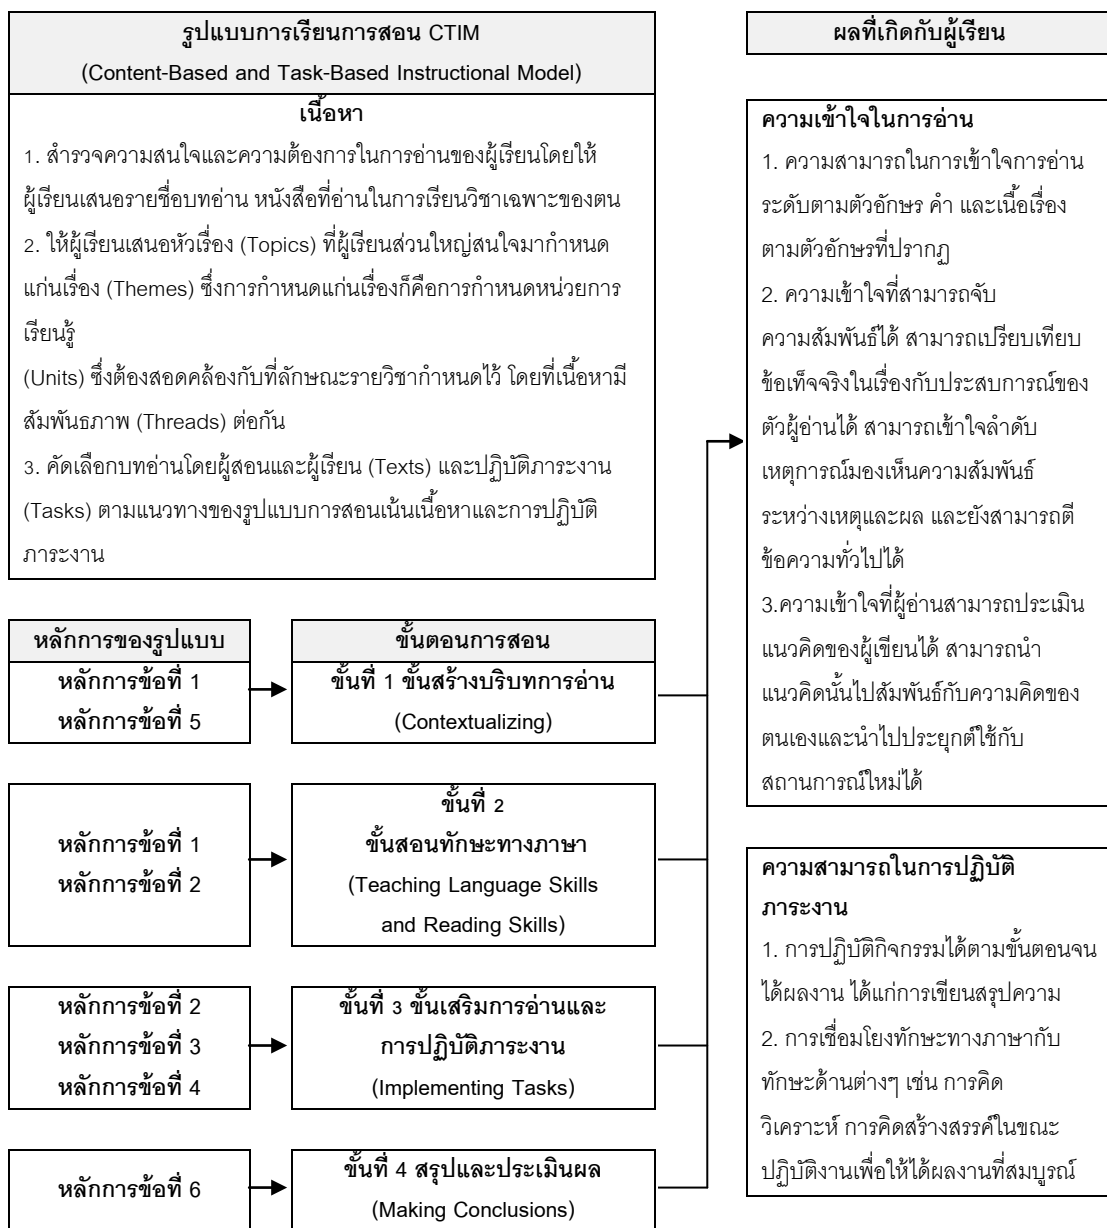 รูปแบบการเรียนการสอน CTIM
(Content-Based and Task-Based Instructional Model)
เนื้อหา
1. สำรวจความสนใจและความต้องการในการอ่านของผู้เรียนโดยให้
ผู้เรียนเสนอรายชื่อบทอ่าน หนังสือที่อ่านในการเรียนวิชาเฉพาะของตน
2. ให้ผู้เรียนเสนอหัวเรื่อง (Topics) ที่ผู้เรียนส่วนใหญ่สนใจมากำหนด
แก่นเรื่อง (Themes) ซึ่งการกำหนดแก่นเรื่องก็คือการกำหนดหน่วยการ
เรียนรู้
(Units) ซึ่งต้องสอดคล้องกับที่ลักษณะรายวิชากำหนดไว้ โดยที่เนื้อหามี
สัมพันธภาพ (Threads) ต่อกัน
3. คัดเลือกบทอ่านโดยผู้สอนและผู้เรียน (Texts) และปฏิบัติภาระงาน
(Tasks) ตามแนวทางของรูปแบบการสอนเน้นเนื้อหาและการปฏิบัติ
ภาระงาน
หลักการของรูปแบบ
ขั้นตอนการสอน
หลักการข้อที่ 1
หลักการข้อที่ 5
ขั้นที่ 1 ขั้นสร้างบริบทการอ่าน
(Contextualizing)
หลักการข้อที่ 1
หลักการข้อที่ 2
ขั้นที่ 2
ขั้นสอนทักษะทางภาษา
(Teaching Language Skills
and Reading Skills)
หลักการข้อที่ 2
หลักการข้อที่ 3
หลักการข้อที่ 4
ขั้นที่ 3 ขั้นเสริมการอ่านและ
การปฏิบัติภาระงาน
(Implementing Tasks)
หลักการข้อที่ 6
ขั้นที่ 4 สรุปและประเมินผล
(Making Conclusions)
ผลที่เกิดกับผู้เรียน
ความเข้าใจในการอ่าน
1. ความสามารถในการเข้าใจการอ่าน
ระดับตามตัวอักษร คำ และเนื้อเรื่อง
ตามตัวอักษรที่ปรากฏ
2. ความเข้าใจที่สามารถจับ
ความสัมพันธ์ได้ สามารถเปรียบเทียบ
ข้อเท็จจริงในเรื่องกับประสบการณ์ของ
ตัวผู้อ่านได้ สามารถเข้าใจลำดับ
เหตุการณ์มองเห็นความสัมพันธ์
ระหว่างเหตุและผล และยังสามารถตี
ข้อความทั่วไปได้
3.ความเข้าใจที่ผู้อ่านสามารถประเมิน
แนวคิดของผู้เขียนได้ สามารถนำ
แนวคิดนั้นไปสัมพันธ์กับความคิดของ
ตนเองและนำไปประยุกต์ใช้กับ
สถานการณ์ใหม่ได้
ความสามารถในการปฏิบัติ
ภาระงาน
1. การปฏิบัติกิจกรรมได้ตามขั้นตอนจน
ได้ผลงาน ได้แก่การเขียนสรุปความ
2. การเชื่อมโยงทักษะทางภาษากับ
ทักษะด้านต่างๆ เช่น การคิด
วิเคราะห์ การคิดสร้างสรรค์ในขณะ
ปฏิบัติงานเพื่อให้ได้ผลงานที่สมบูรณ์